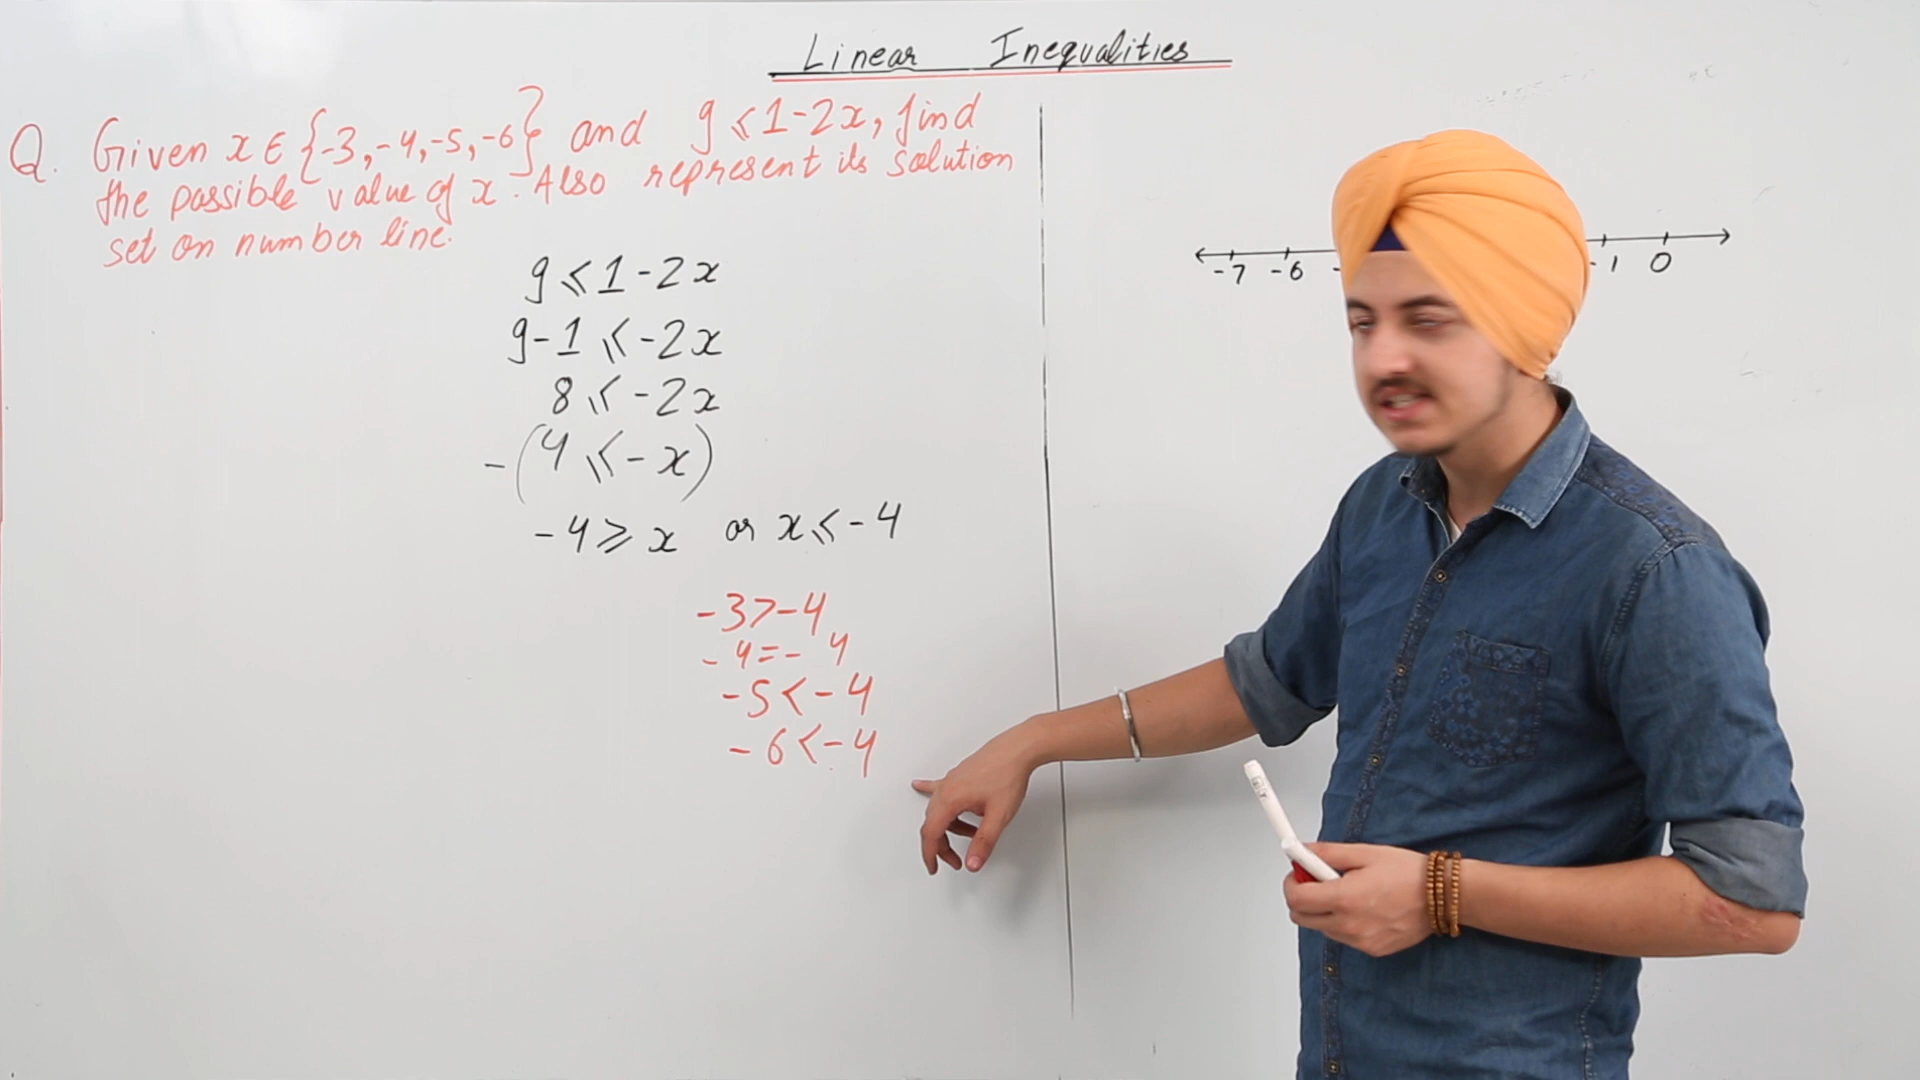 Linear Inequalities
Q. Given x ∈ {-3, -4, -5, -6} and 9 ⩽ 1-2x, find
the possible value of x. Also represent its solution
set on number line.
9 ⩽ 1 - 2x
9 - 1 ⩽ -2x
8 ⩽ -2x
-(4 ⩽ -x)
-4 ⩾ x or x ⩽ -4
-3 > -4
-4 = -4
-5 < -4
-6 < -4
-7 -6 -1 0